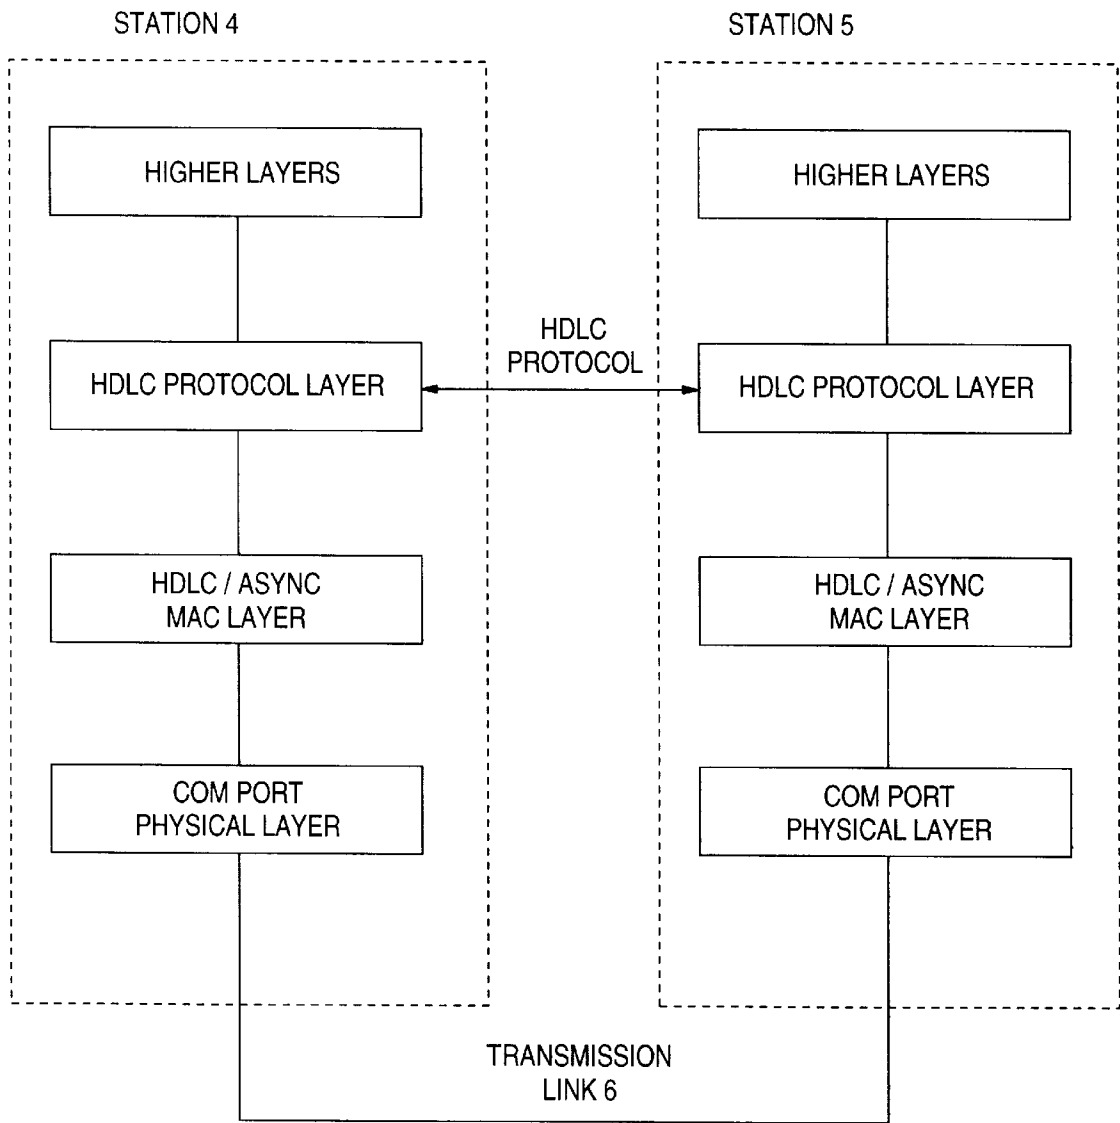 STATION 4
STATION 5
HIGHER LAYERS
HIGHER LAYERS
HDLC
PROTOCOL
HDLC PROTOCOL LAYER
HDLC PROTOCOL LAYER
HDLC / ASYNC
MAC LAYER
HDLC / ASYNC
MAC LAYER
COM PORT
PHYSICAL LAYER
COM PORT
PHYSICAL LAYER
TRANSMISSION
LINK 6